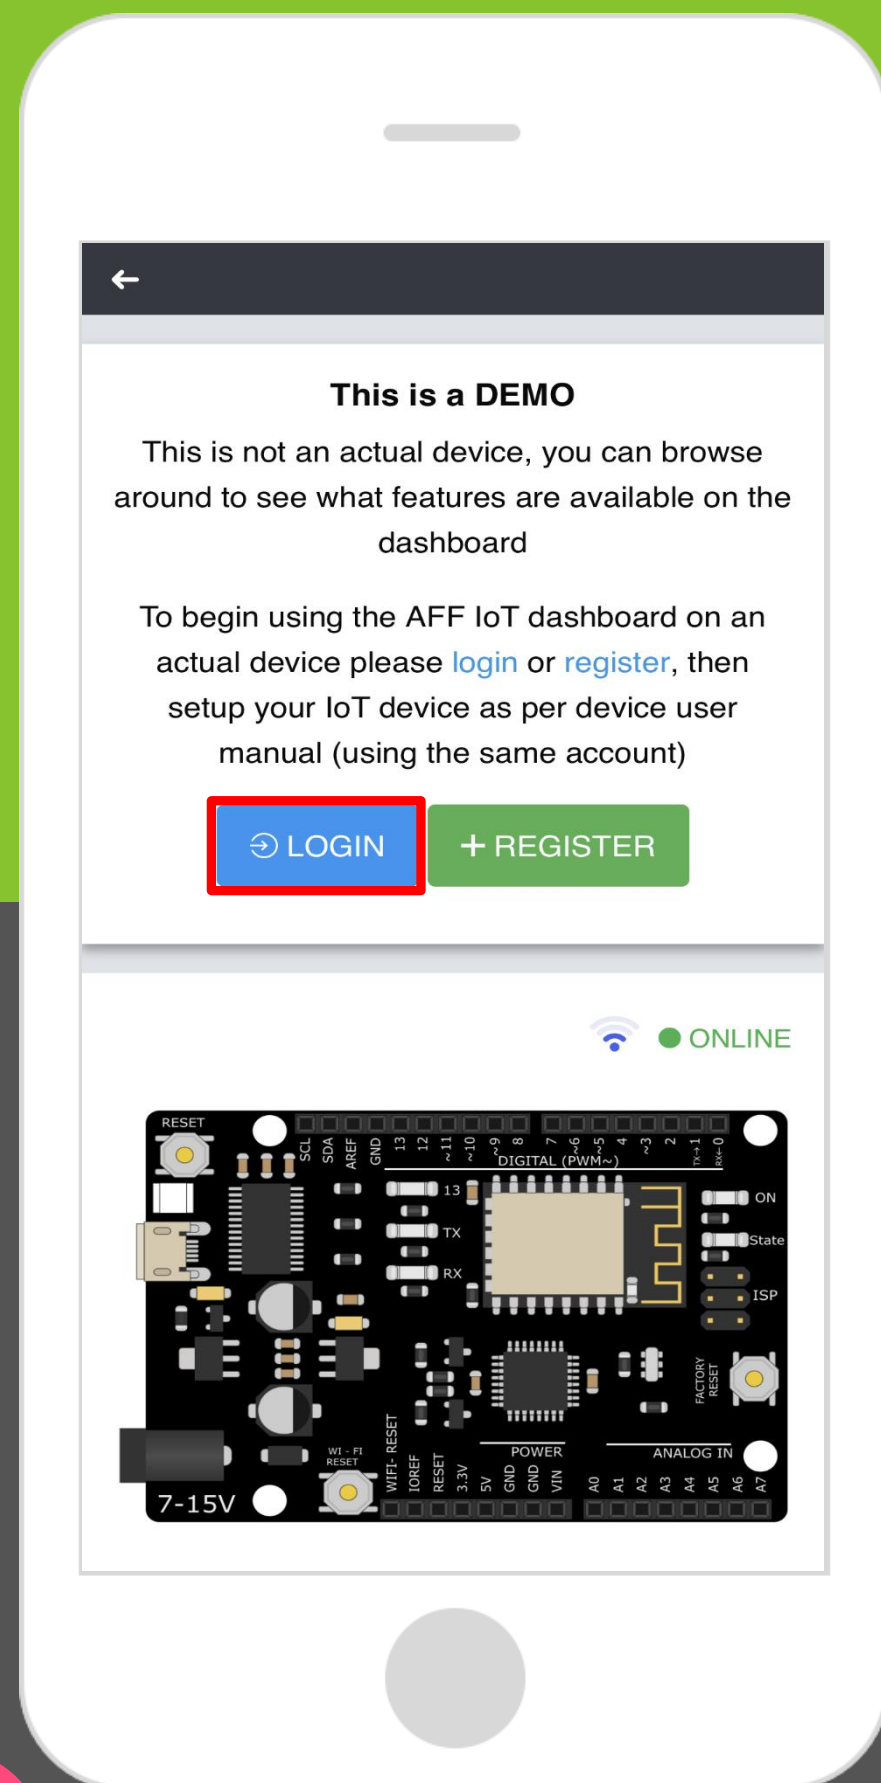 This is a DEMO
This is not an actual device, you can browse
around to see what features are available on the
dashboard
To begin using the AFF IoT dashboard on an
actual device please login or register, then
setup your IoT device as per device user
manual (using the same account)
LOGIN
+ REGISTER
ONLINE
RESET
SCL
SDA
AREF
GND
13
12
~11
~10
~9
8
7
~6
~5
4
~3
2
TX→1
RX←0
DIGITAL (PWM~)
13
TX
RX
ON
State
ISP
FACTORY
RESET
WI - FI
RESET
7-15V
POWER
ANALOG IN
WIFI- RESET
IOREF
RESET
3.3V
5V
GND
GND
VIN
A0
A1
A2
A3
A4
A5
A6
A7